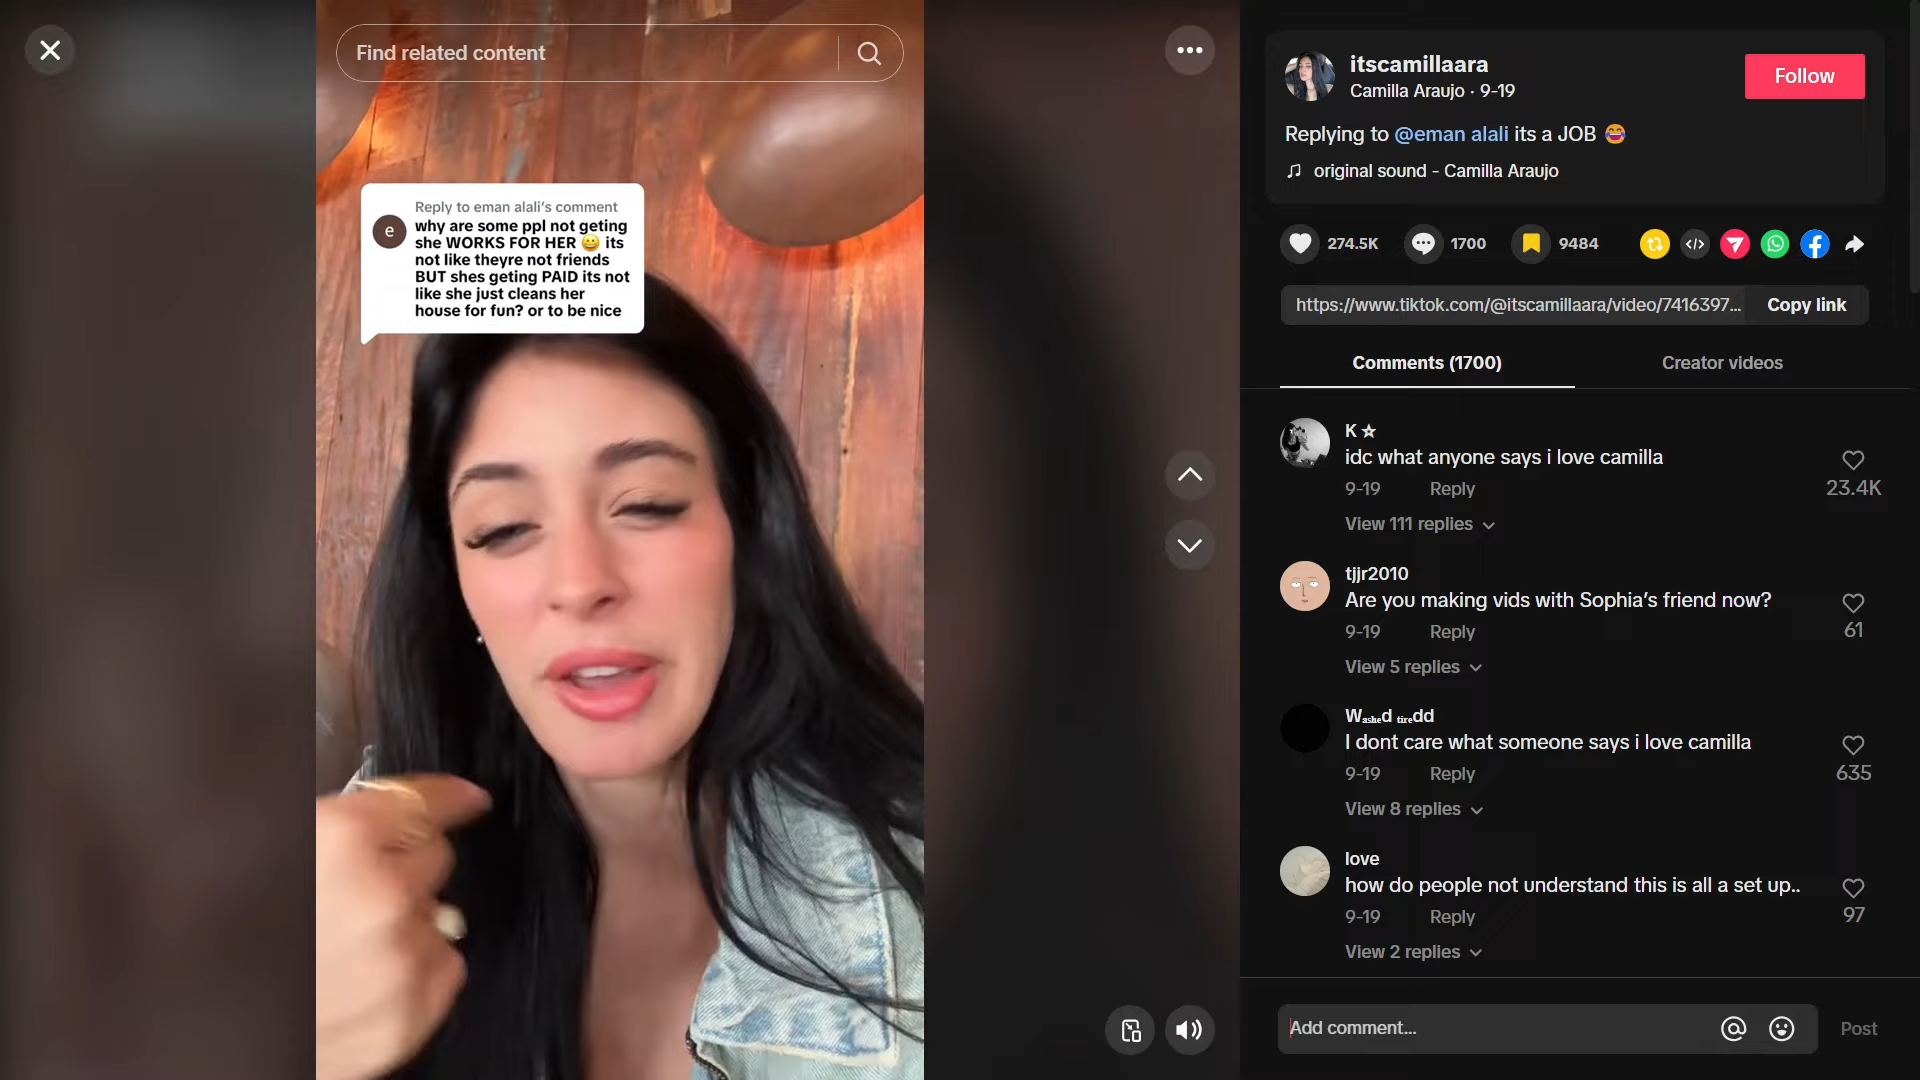 Find related content
Reply to eman alali's comment
e
why are some ppl not geting
she WORKS FOR HER 😀 its
not like theyre not friends
BUT shes geting PAID its not
like she just cleans her
house for fun? or to be nice
itscamillaara
Camilla Araujo · 9-19
Follow
Replying to @eman alali its a JOB 😂
original sound - Camilla Araujo
274.5K
1700
9484
https://www.tiktok.com/@itscamillaara/video/7416397...
Copy link
Comments (1700)
Creator videos
K ☆
idc what anyone says i love camilla
9-19 Reply
23.4K
View 111 replies
tjjr2010
Are you making vids with Sophia's friend now?
9-19 Reply
61
View 5 replies
Wₐₛₕₑd ₜᵢᵣₑdd
I dont care what someone says i love camilla
9-19 Reply
635
View 8 replies
love
how do people not understand this is all a set up..
9-19 Reply
97
View 2 replies
Add comment...
Post